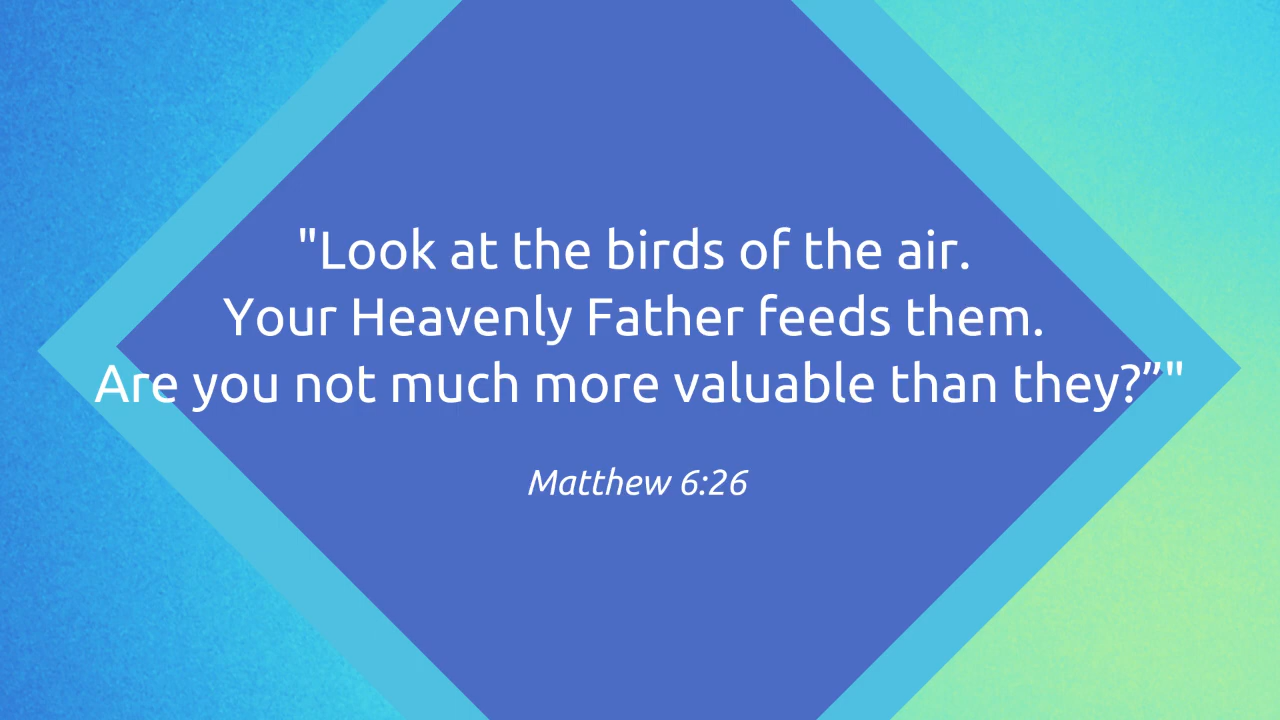 "Look at the birds of the air.
Your Heavenly Father feeds them.
Are you not much more valuable than they?”"
Matthew 6:26